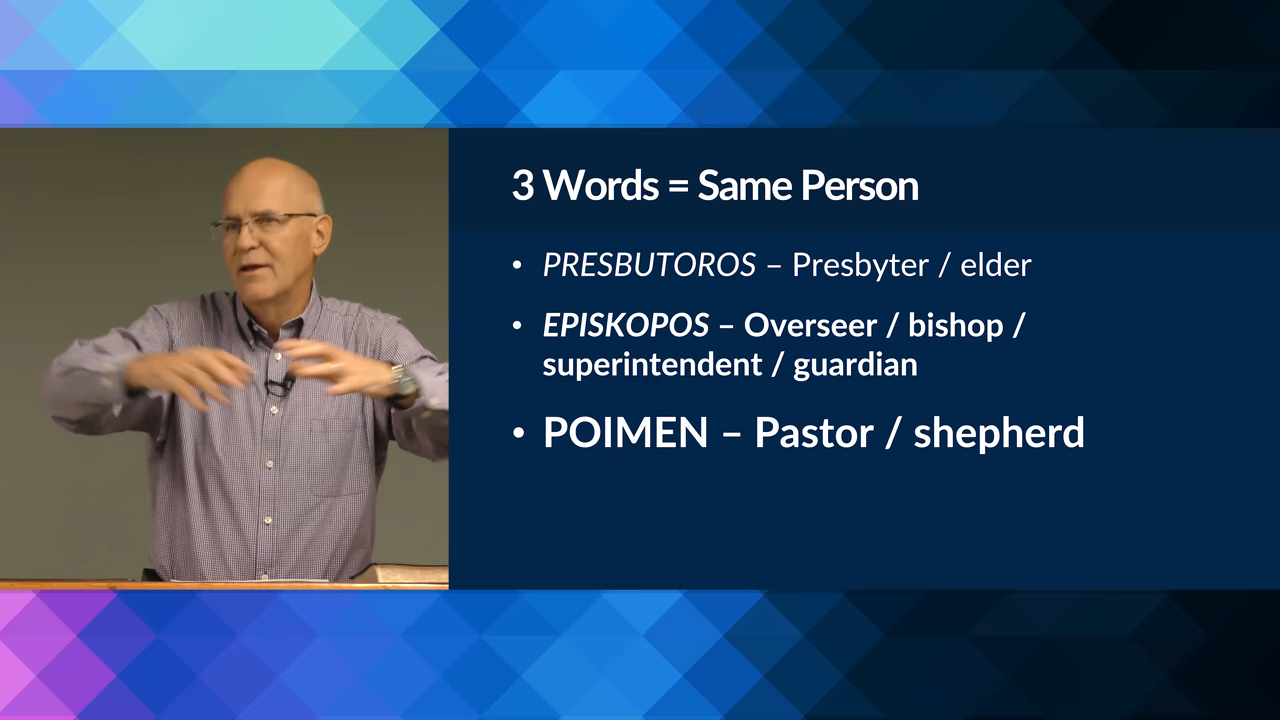 3 Words = Same Person
• PRESBUTOROS – Presbyter / elder
• EPISKOPOS – Overseer / bishop /
superintendent / guardian
• POIMEN – Pastor / shepherd